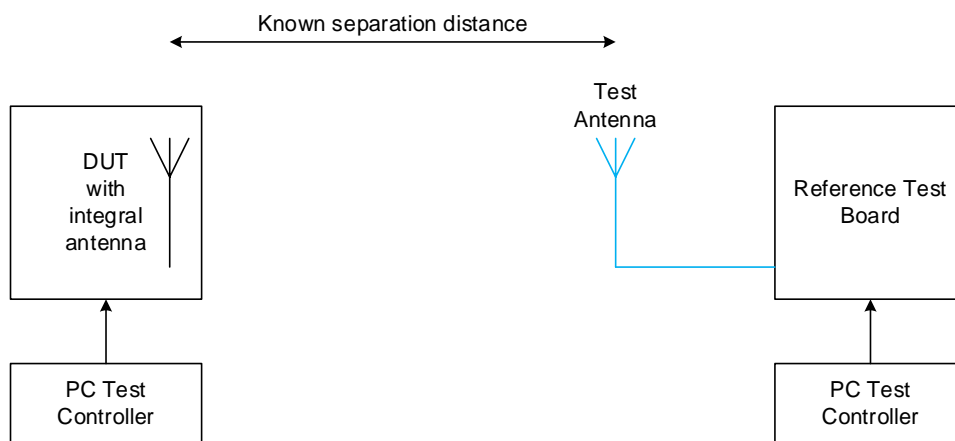 Known separation distance
Test
Antenna
DUT
with
integral
antenna
Reference Test
Board
PC Test
Controller
PC Test
Controller